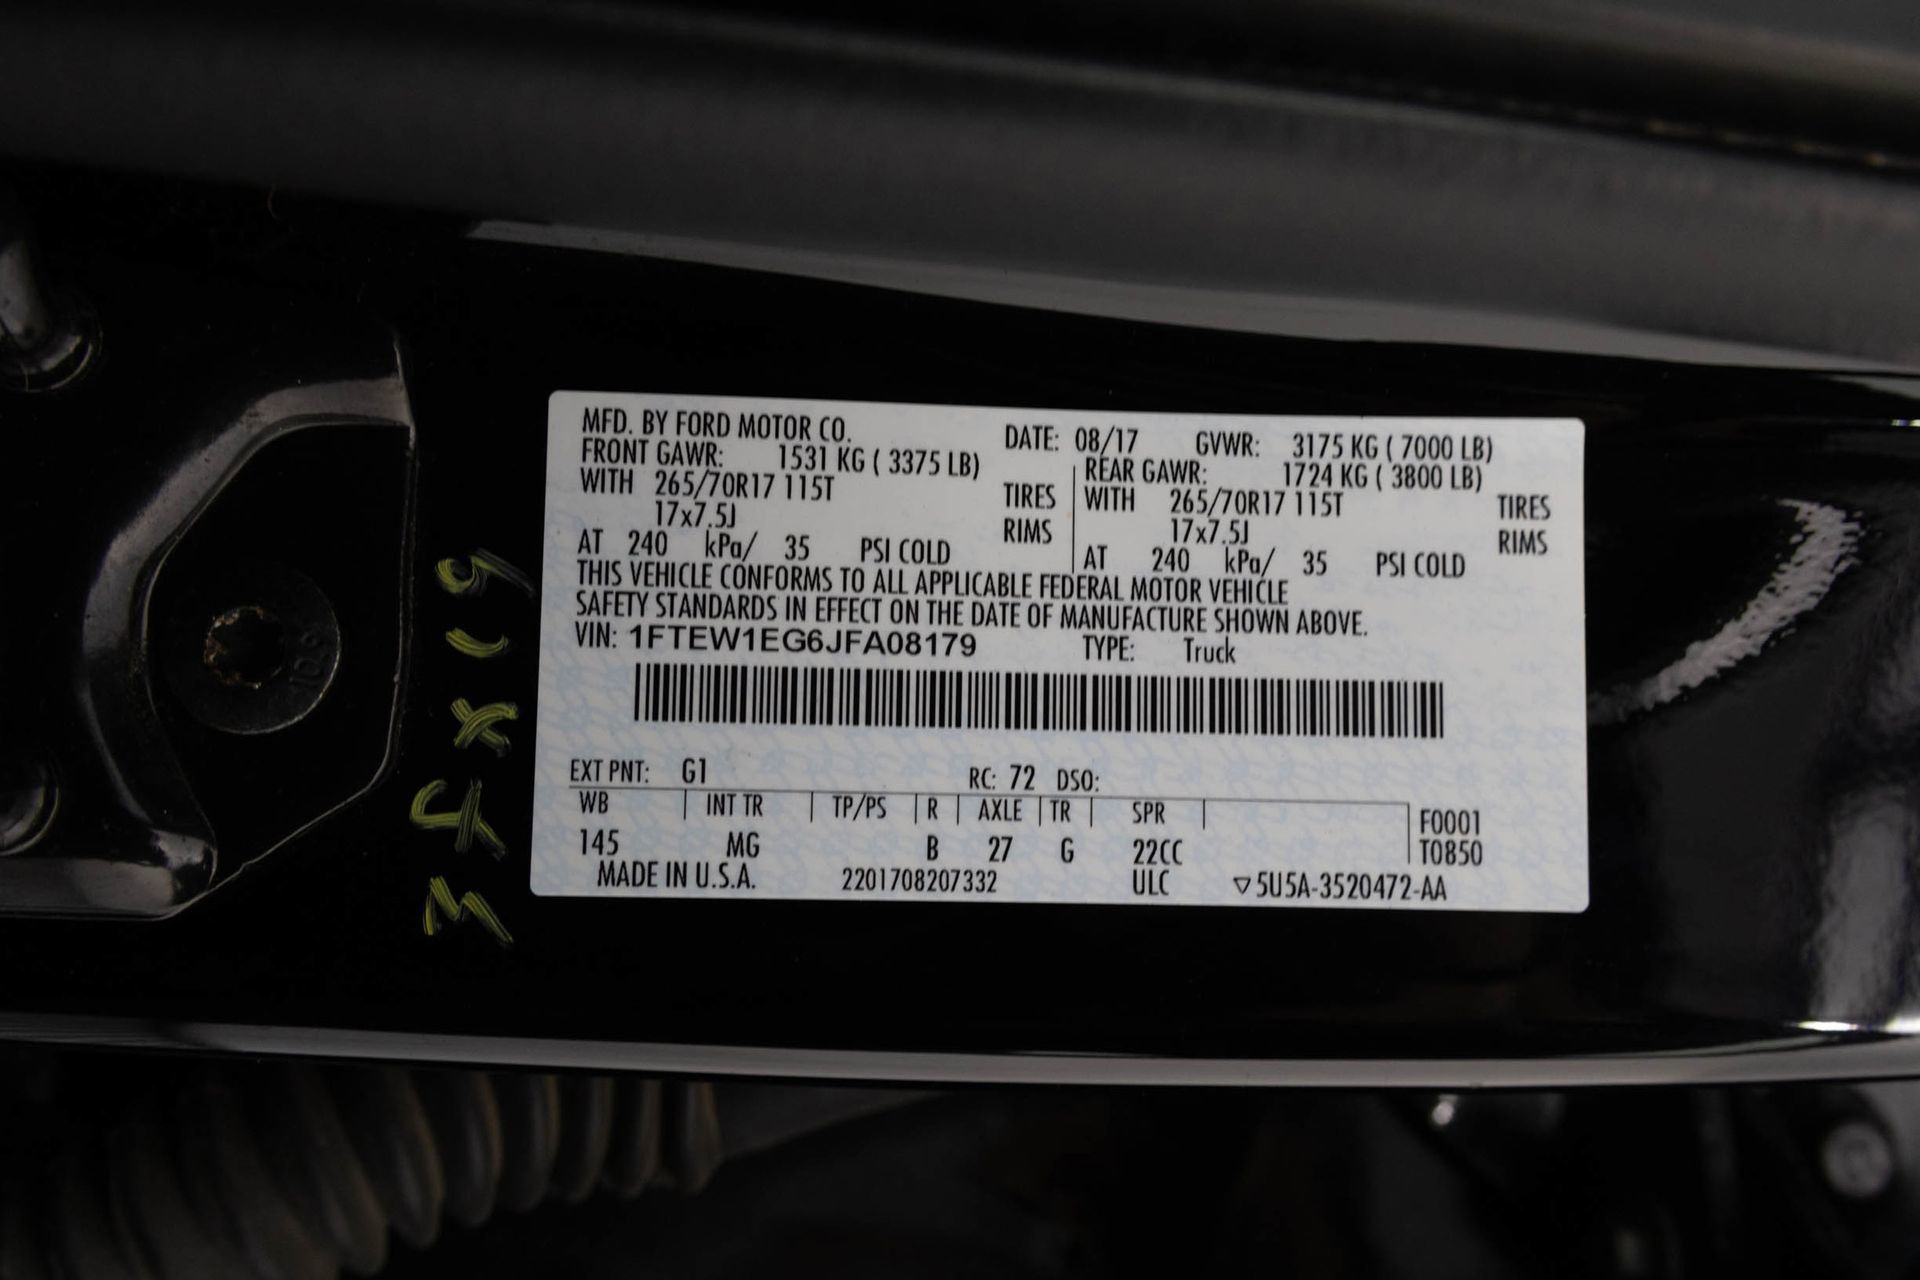 MFD. BY FORD MOTOR CO. DATE: 08/17 GVWR: 3175 KG ( 7000 LB)
FRONT GAWR: 1531 KG ( 3375 LB) REAR GAWR: 1724 KG ( 3800 LB)
WITH 265/70R17 115T TIRES WITH 265/70R17 115T TIRES
17x7.5J RIMS 17x7.5J RIMS
AT 240 kPa/ 35 PSI COLD AT 240 kPa/ 35 PSI COLD
THIS VEHICLE CONFORMS TO ALL APPLICABLE FEDERAL MOTOR VEHICLE
SAFETY STANDARDS IN EFFECT ON THE DATE OF MANUFACTURE SHOWN ABOVE.
VIN: 1FTEW1EG6JFA08179 TYPE: Truck
EXT PNT: G1 RC: 72 DSO:
WB INT TR TP/PS R AXLE TR SPR F0001
145 MG B 27 G 22CC T0850
MADE IN U.S.A. 2201708207332 ULC ▽5U5A-3520472-AA
10.9